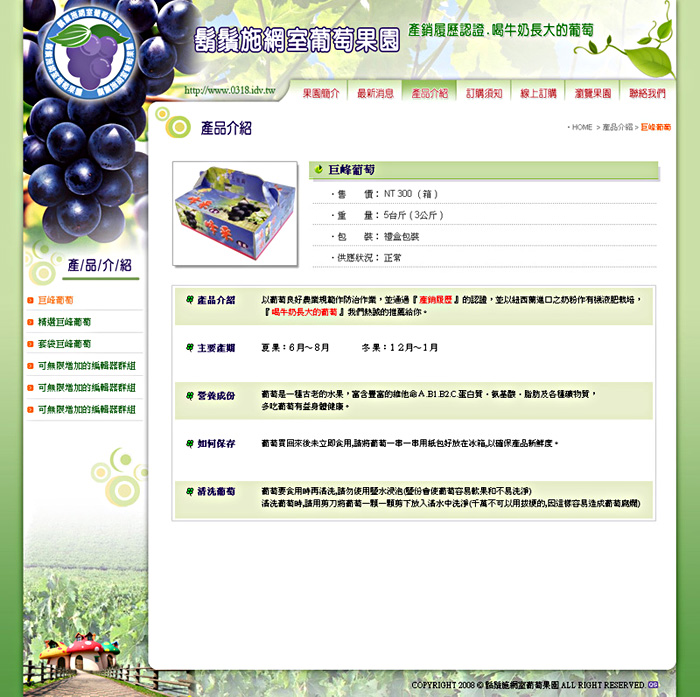 鬍鬚施網室葡萄果園
產銷履歷認證.喝牛奶長大的葡萄
http://www.0318.idv.tw
果園簡介
最新消息
產品介紹
訂購須知
線上訂購
瀏覽果園
聯絡我們
產品介紹
・HOME > 產品介紹 > 巨峰葡萄
巨峰葡萄
・售 價： NT 300 （ 箱 ）
・重 量： 5台斤 ( 3公斤 )
・包 裝： 禮盒包裝
・供應狀況： 正常
產/品/介/紹
巨峰葡萄
精選巨峰葡萄
套袋巨峰葡萄
可無限增加的編輯器群組
可無限增加的編輯器群組
可無限增加的編輯器群組
產品介紹
以葡萄良好農業規範作防治作業，並通過『 產銷履歷 』的認證，並以紐西蘭進口之奶粉作有機液肥栽培，
『 喝牛奶長大的葡萄 』我們熱誠的推薦給你。
主要產期
夏果：6月～8月 冬果：12月～1月
營養成份
葡萄是一種古老的水果，富含豐富的維他命A.B1.B2.C.蛋白質、氨基酸、脂肪及各種礦物質，
多吃葡萄有益身體健康。
如何保存
葡萄買回來後未立即食用,請將葡萄一串一串用紙包好放在冰箱,以確保產品新鮮度。
清洗葡萄
葡萄要食用時再清洗,請勿使用鹽水浸泡(鹽份會使葡萄容易軟果和不易洗淨)
清洗葡萄時,請用剪刀將葡萄一顆一顆剪下放入清水中洗淨(千萬不可以用拔梗的,因這樣容易造成葡萄腐爛)
COPYRIGHT 2008 © 鬍鬚施網室葡萄果園 ALL RIGHT RESERVED.